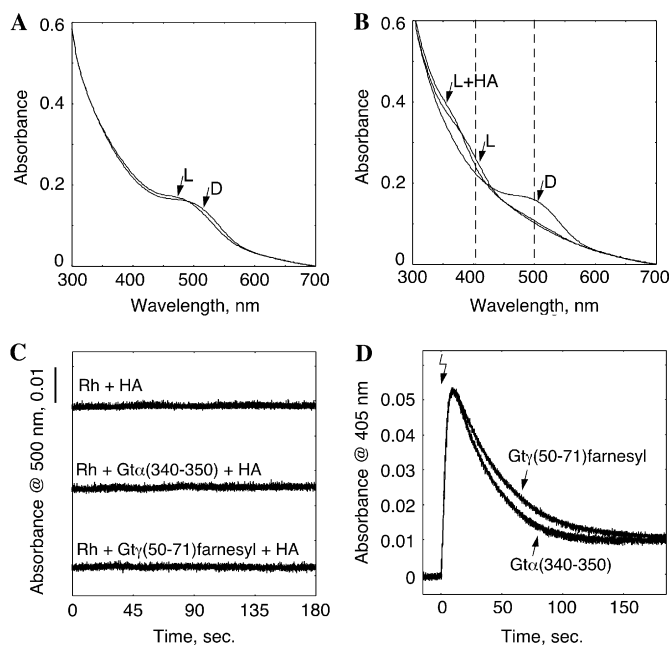 A
B
0.6
0.6
0.4
0.4
0.2
0.2
0
0
Absorbance
Absorbance
L
D
L+HA
L
D
300 400 500 600 700
300 400 500 600 700
Wavelength, nm
Wavelength, nm
C
D
Absorbance @ 500 nm, 0.01
Rh + HA
Rh + Gtα(340-350) + HA
Rh + Gtγ(50-71)farnesyl + HA
0 45 90 135 180
Time, sec.
Absorbance @ 405 nm
0.05
0.04
0.03
0.02
0.01
0
Gtγ(50-71)farnesyl
Gtα(340-350)
0 50 100 150
Time, sec.